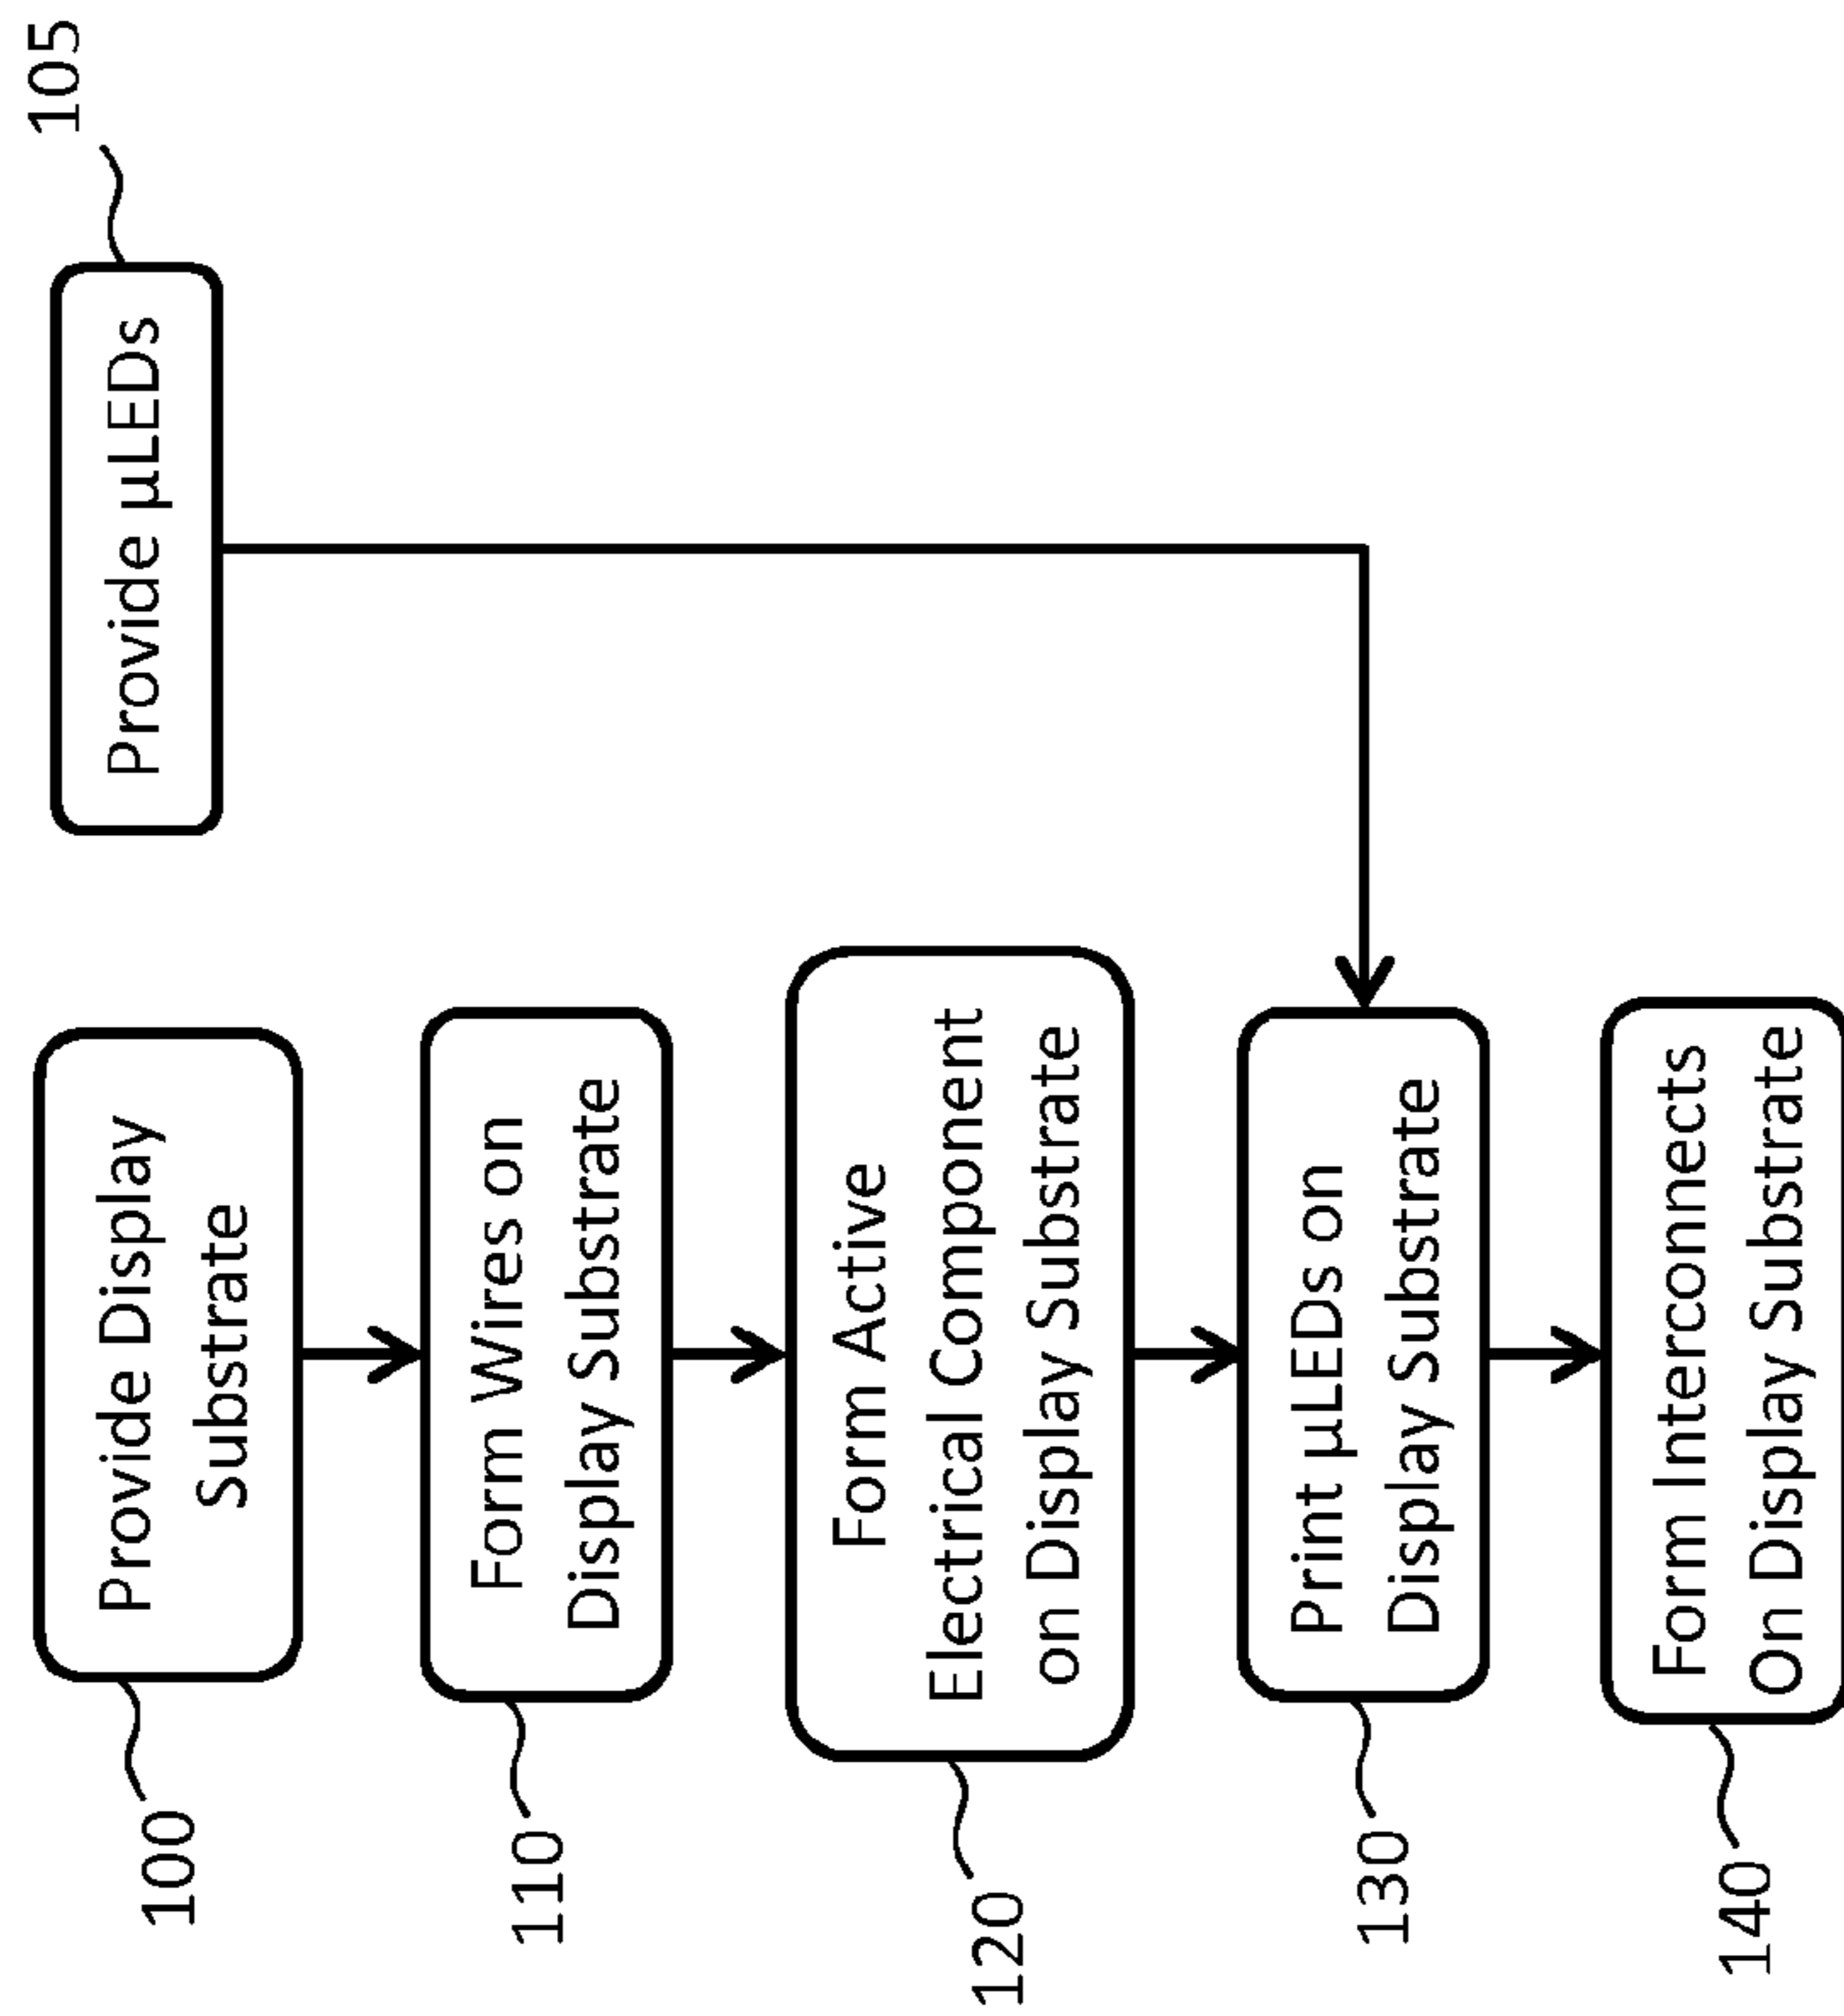 100
Provide Display
Substrate
Provide µLEDs
105
110
Form Wires on
Display Substrate
120
Form Active
Electrical Component
on Display Substrate
130
Print µLEDs on
Display Substrate
140
Form Interconnects
On Display Substrate